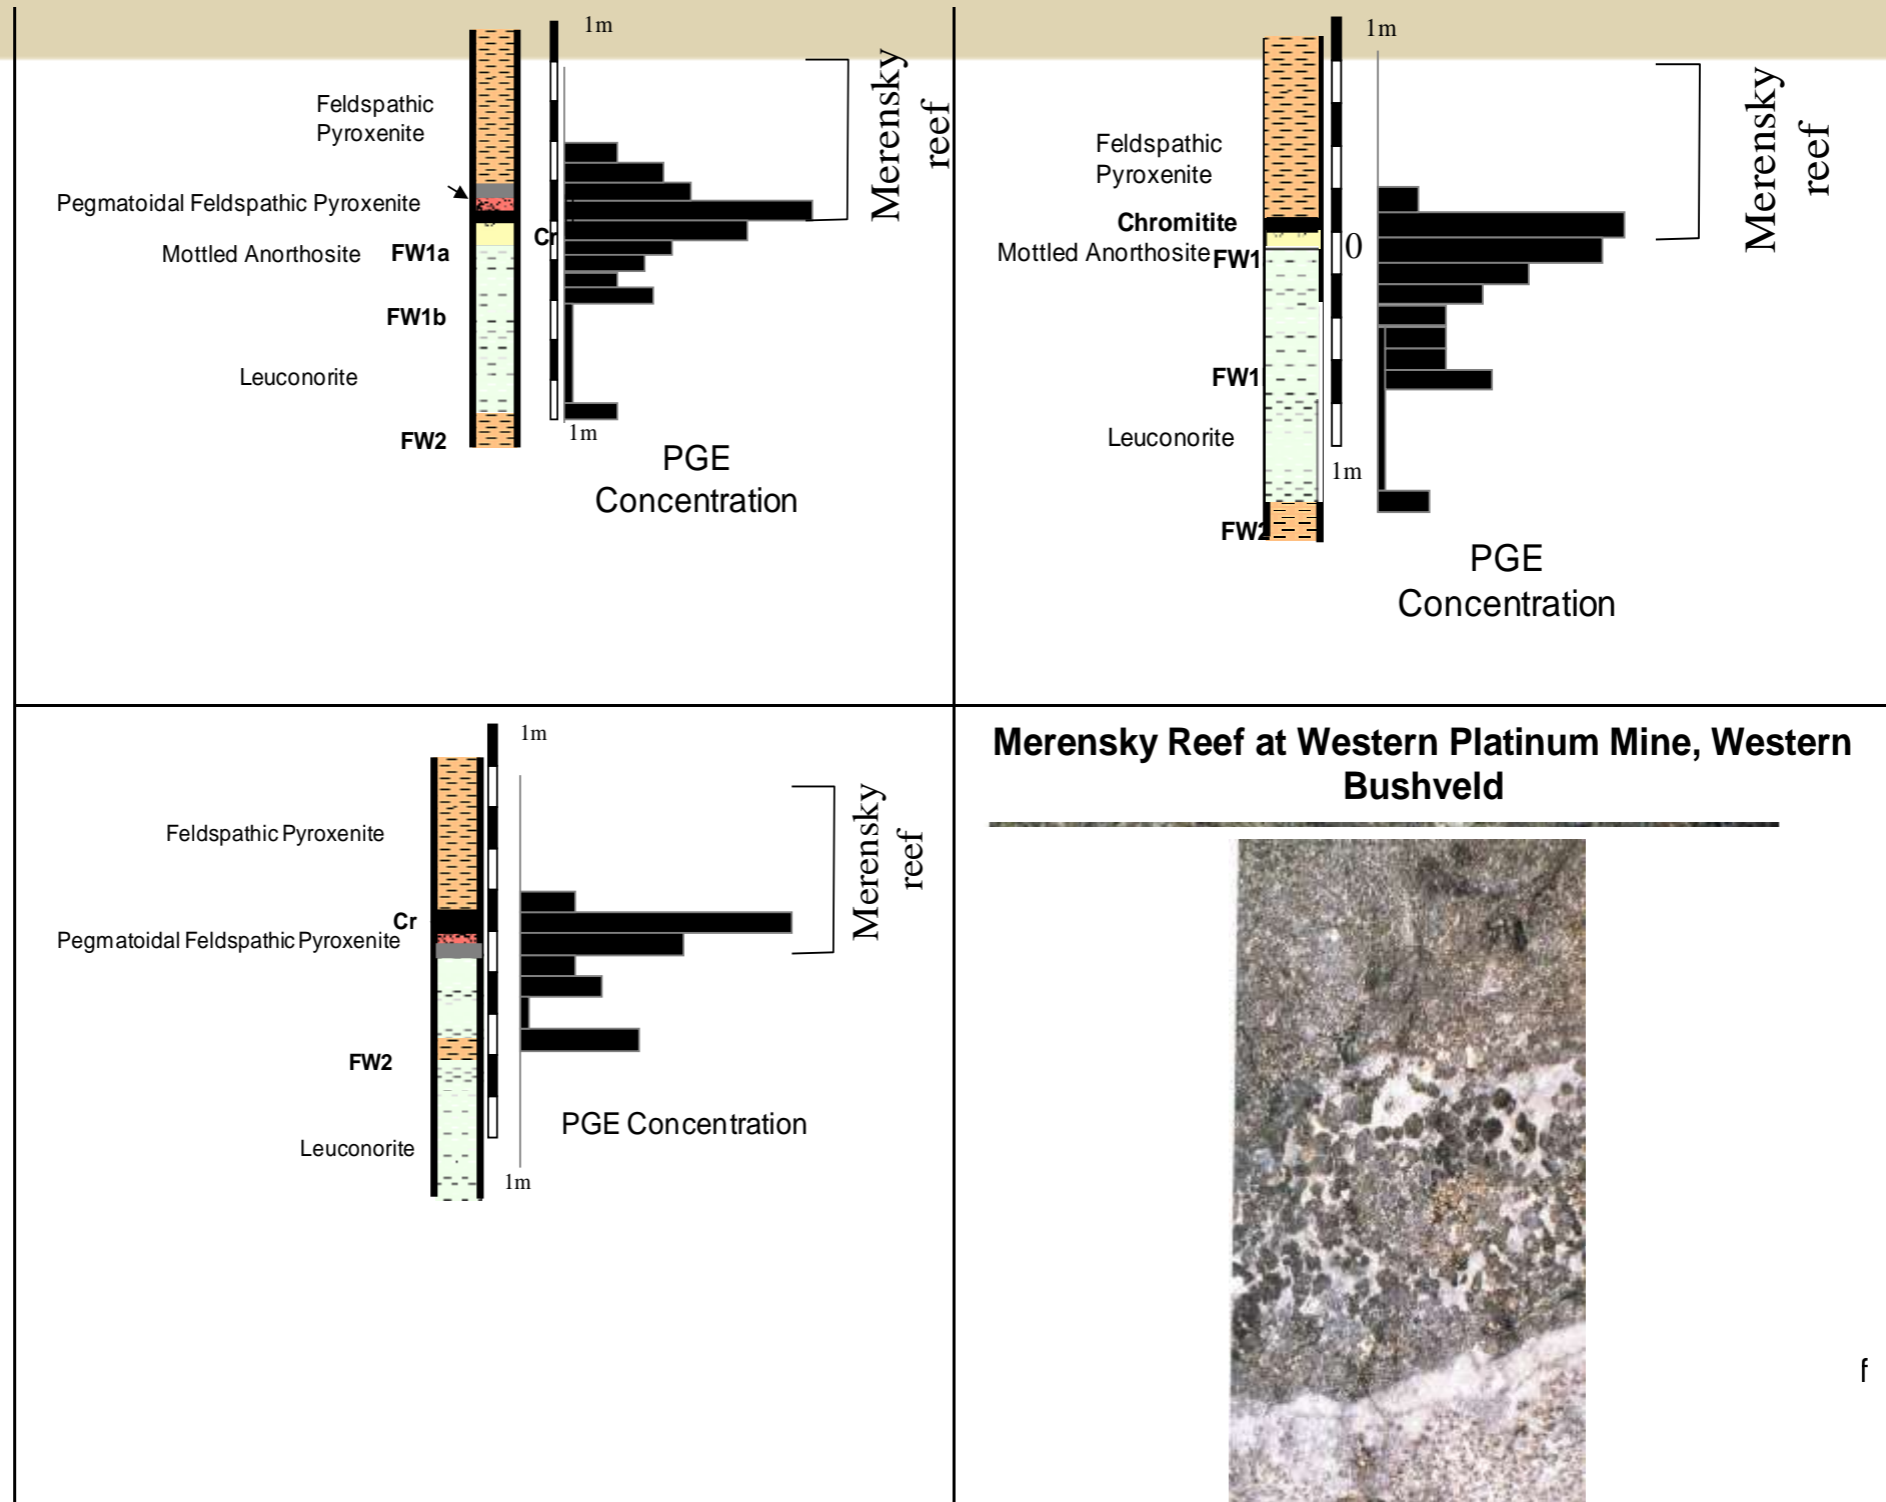 1m
Feldspathic
Pyroxenite
Merensky
reef
Pegmatoidal Feldspathic Pyroxenite
Cr
Mottled Anorthosite FW1a
FW1b
Leuconorite
1m
FW2
PGE
Concentration
1m
Feldspathic
Pyroxenite
Merensky
reef
Chromitite
Mottled Anorthosite FW1
0
FW1
Leuconorite
1m
FW2
PGE
Concentration
1m
Feldspathic Pyroxenite
Merensky
reef
Cr
Pegmatoidal Feldspathic Pyroxenite
FW2
PGE Concentration
Leuconorite
1m
Merensky Reef at Western Platinum Mine, Western
Bushveld
f